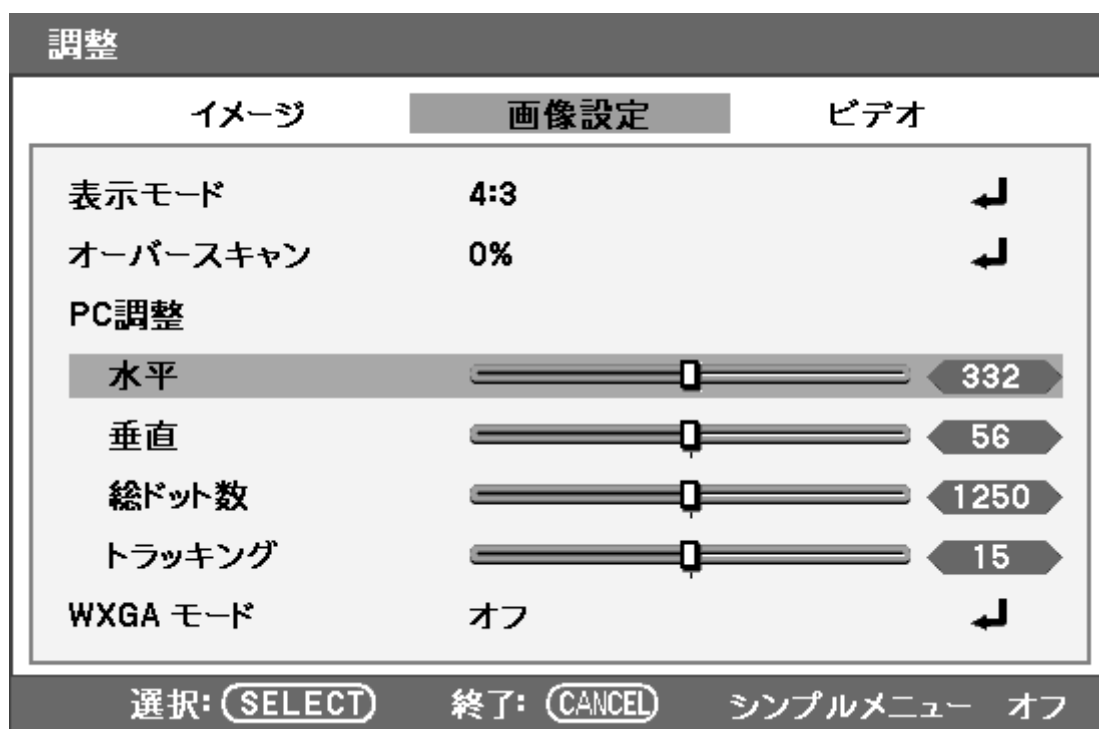 調整
イメージ 画像設定 ビデオ
表示モード 4:3
オーバースキャン 0%
PC調整
水平 332
垂直 56
総ドット数 1250
トラッキング 15
WXGA モード オフ
選択:SELECT 終了:CANCEL シンプルメニュー オフ